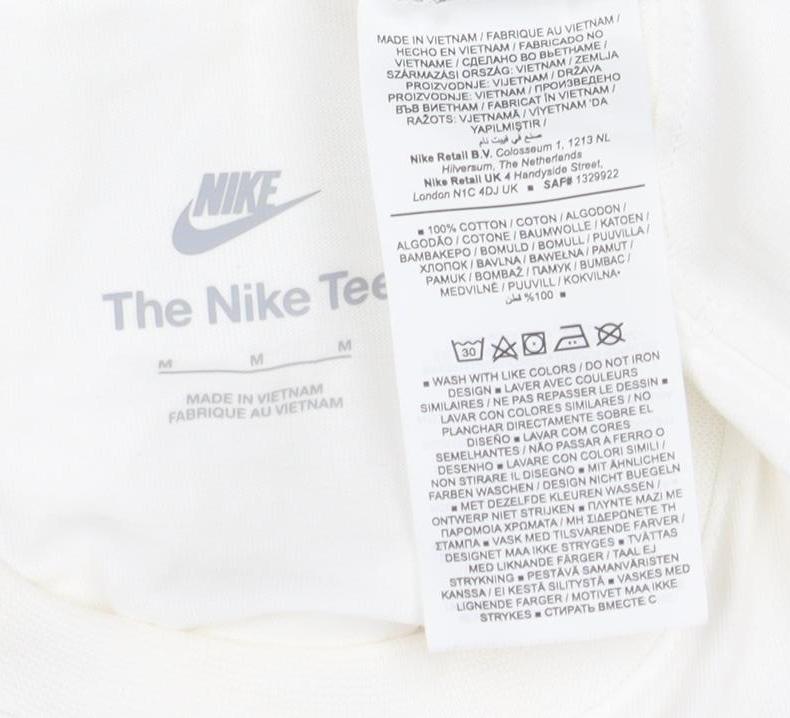 NIKE
The Nike Tee
M M M
MADE IN VIETNAM
FABRIQUE AU VIETNAM
MADE IN VIETNAM / FABRIQUE AU VIETNAM /
HECHO EN VIETNAM / FABRICADO NO
VIETNAME / СДЕЛАНО ВО ВЬЕТНАМЕ /
SZÁRMAZÁSI ORSZÁG: VIETNAM / ZEMLJA
PROIZVODNJE: VIJETNAM / DRŽAVA
PROIZVODNJE: VIETNAM / ПРОИЗВЕДЕНО
ВЪВ ВИЕТНАМ / FABRICAT ÎN VIETNAM /
RAŽOTS: VJETNAMĀ / VİYETNAM 'DA
YAPILMIŞTIR /
صنع في فييت نام
Nike Retail B.V. Colosseum 1, 1213 NL
Hilversum, The Netherlands
Nike Retail UK 4 Handyside Street,
London N1C 4DJ UK ■ SAF# 1329922
■ 100% COTTON / COTON / ALGODON /
ALGODÃO / COTONE / BAUMWOLLE / KATOEN /
ΒΑΜΒΑΚΕΡΟ / BOMULD / BOMULL / PUUVILLA /
ХЛОПОК / BAVLNA / BAWEŁNA / PAMUT /
PAMUK / BOMBAŽ / ПАМУК / BUMBAC /
MEDVILNĖ / PUUVILL / KOKVILNA•
%100 قطن ■
30
■ WASH WITH LIKE COLORS / DO NOT IRON
DESIGN ■ LAVER AVEC COULEURS
SIMILAIRES / NE PAS REPASSER LE DESSIN ■
LAVAR CON COLORES SIMILARES / NO
PLANCHAR DIRECTAMENTE SOBRE EL
DISEÑO ■ LAVAR COM CORES
SEMELHANTES / NÃO PASSAR A FERRO O
DESENHO ■ LAVARE CON COLORI SIMILI /
NON STIRARE IL DISEGNO ■ MIT ÄHNLICHEN
FARBEN WASCHEN / DESIGN NICHT BUEGELN
■ MET DEZELFDE KLEUREN WASSEN /
ONTWERP NIET STRIJKEN ■ ΠΛΥΝΤΕ ΜΑΖΙ ΜΕ
ΠΑΡΟΜΟΙΑ ΧΡΩΜΑΤΑ / ΜΗ ΣΙΔΕΡΩΝΕΤΕ ΤΗ
ΣΤΑΜΠΑ ■ VASK MED TILSVARENDE FARVER /
DESIGNET MAA IKKE STRYGES ■ TVÄTTAS
MED LIKNANDE FÄRGER / TAAL EJ
STRYKNING ■ PESTÄVÄ SAMANVÄRISTEN
KANSSA / EI KESTÄ SILITYSTÄ ■ VASKES MED
LIGNENDE FARGER / MOTIVET MAA IKKE
STRYKES ■ СТИРАТЬ ВМЕСТЕ С